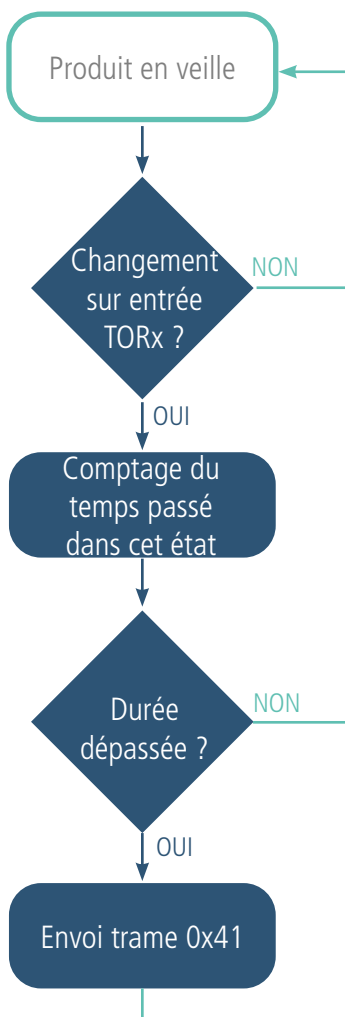 Produit en veille
Changement
sur entrée
TORx ?
NON
OUI
Comptage du
temps passé
dans cet état
Durée
dépassée ?
NON
OUI
Envoi trame 0x41